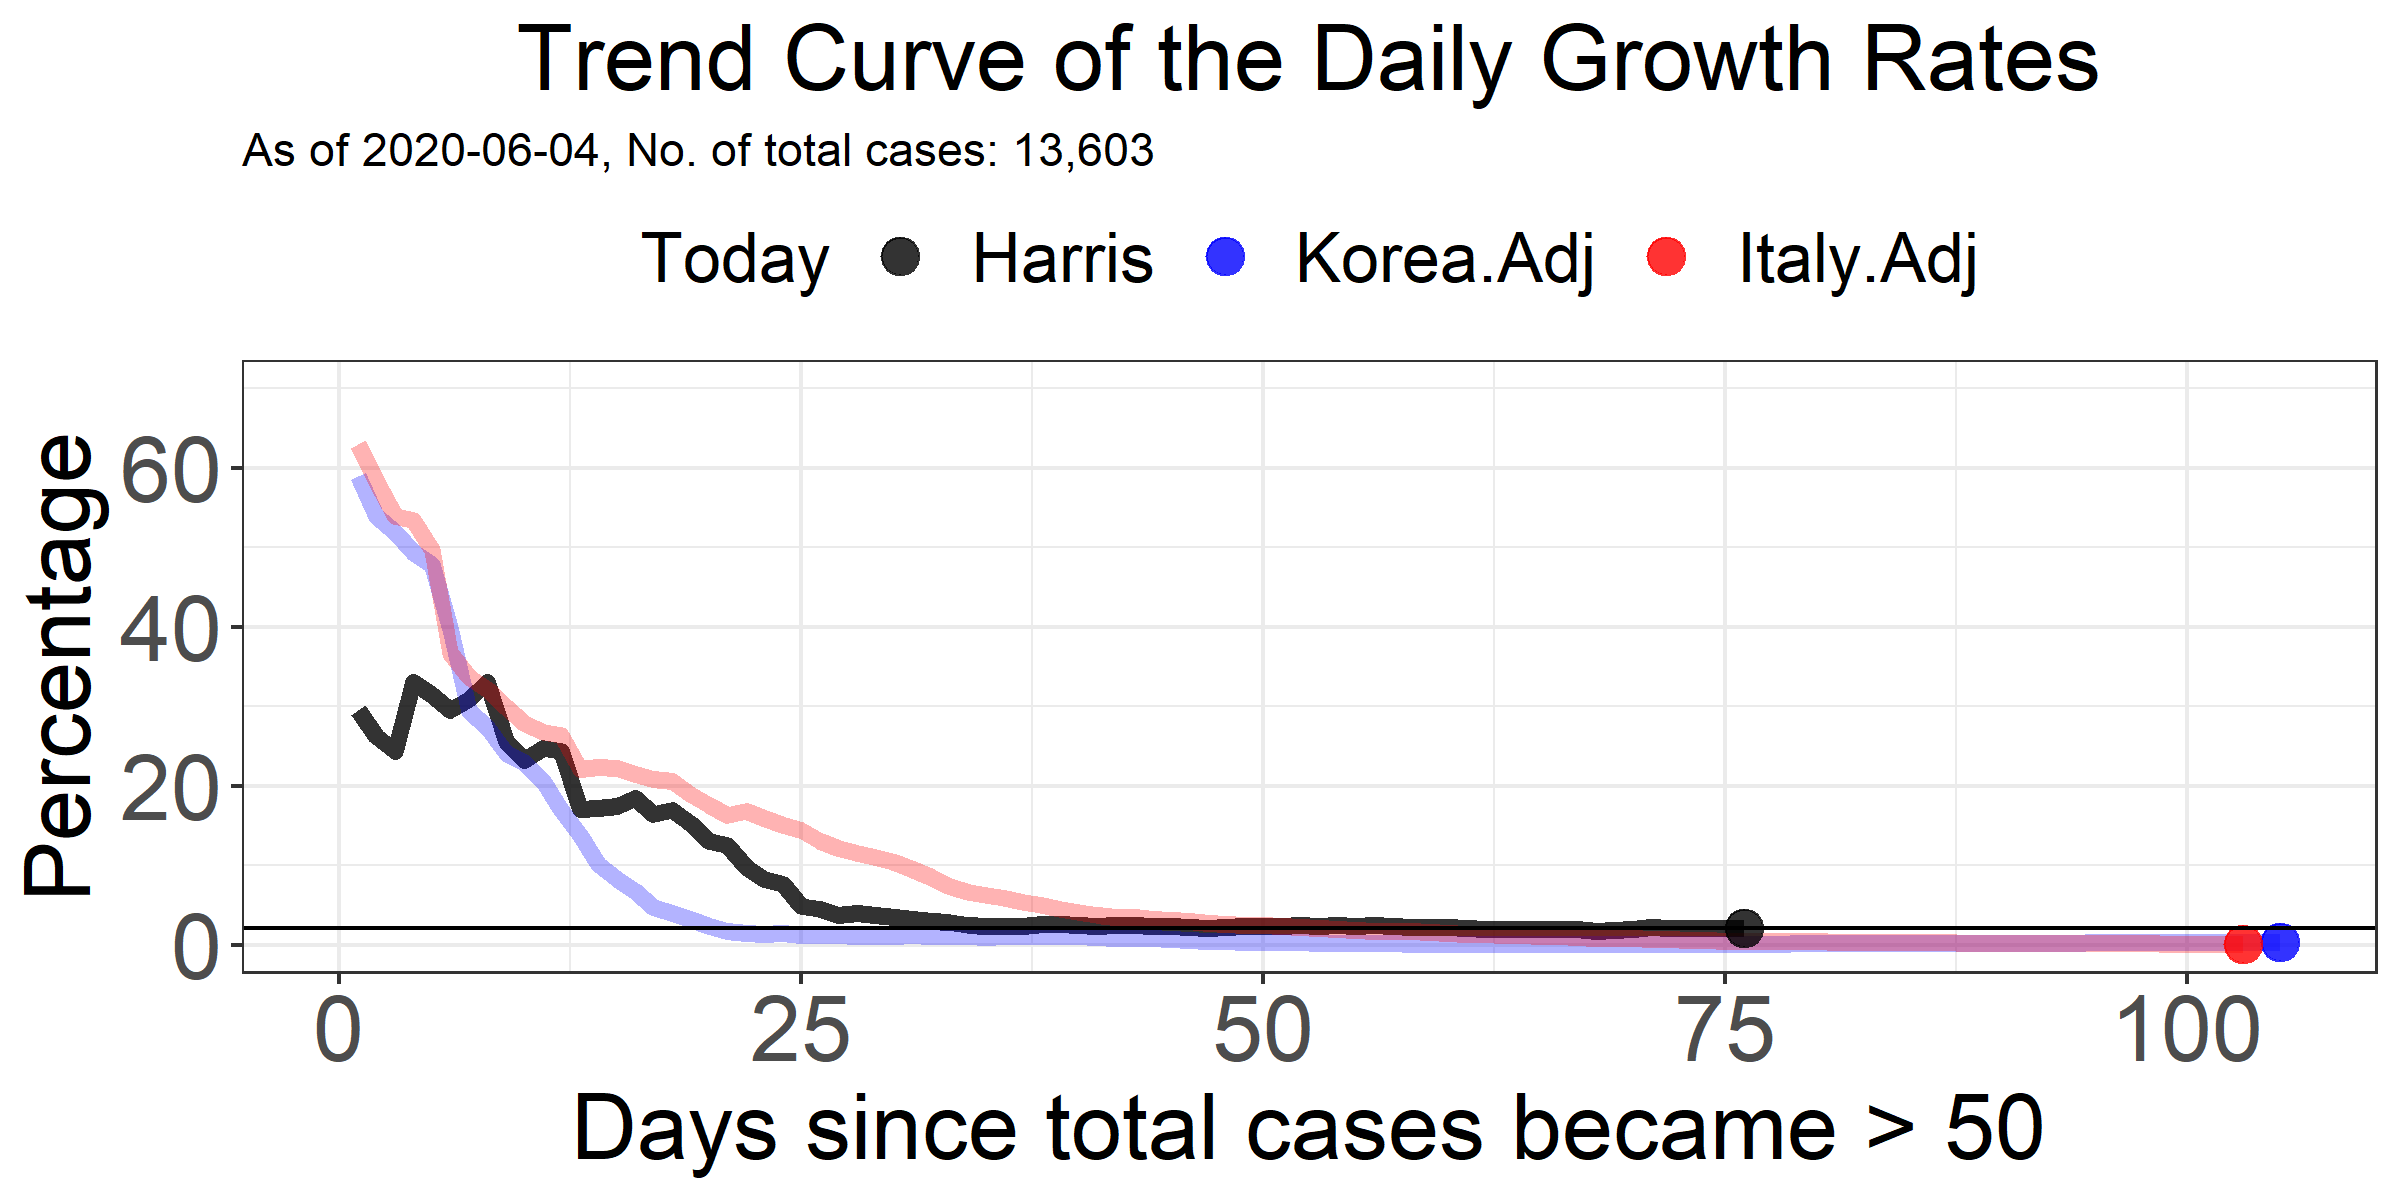 Trend Curve of the Daily Growth Rates
As of 2020-06-04, No. of total cases: 13,603
Today Harris Korea.Adj Italy.Adj
Percentage
60
40
20
0
0 25 50 75 100
Days since total cases became > 50